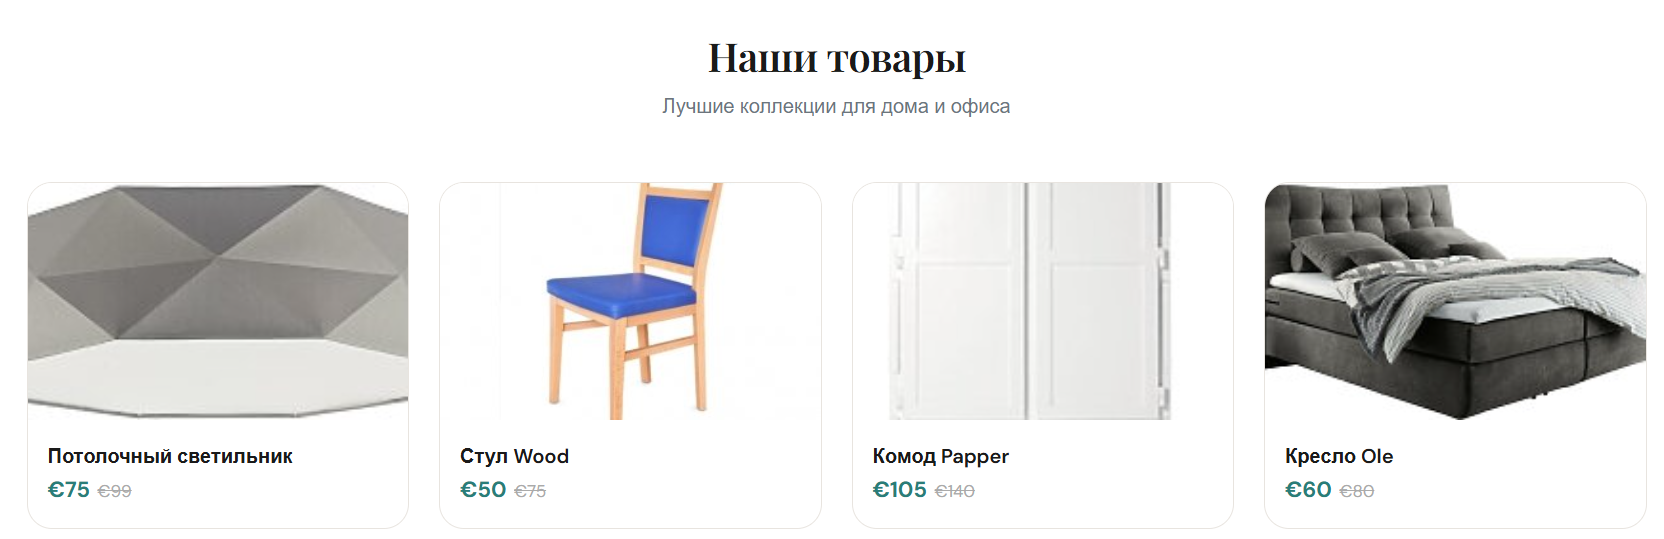 Наши товары
Лучшие коллекции для дома и офиса
Потолочный светильник
€75 €99
Стул Wood
€50 €75
Комод Papper
€105 €140
Кресло Ole
€60 €80